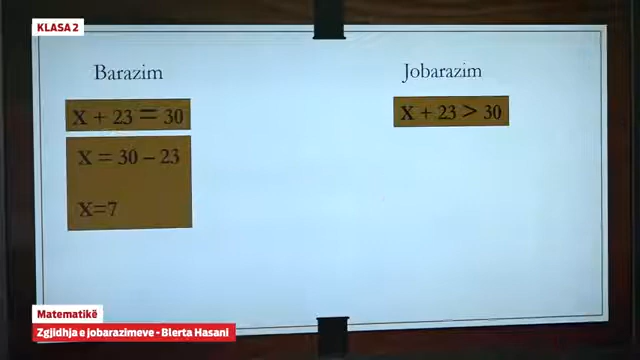 KLASA 2
Barazim
X + 23 = 30
X = 30 – 23
X=7
Jobarazim
X + 23 > 30
Matematikë
Zgjidhja e jobarazimeve - Blerta Hasani